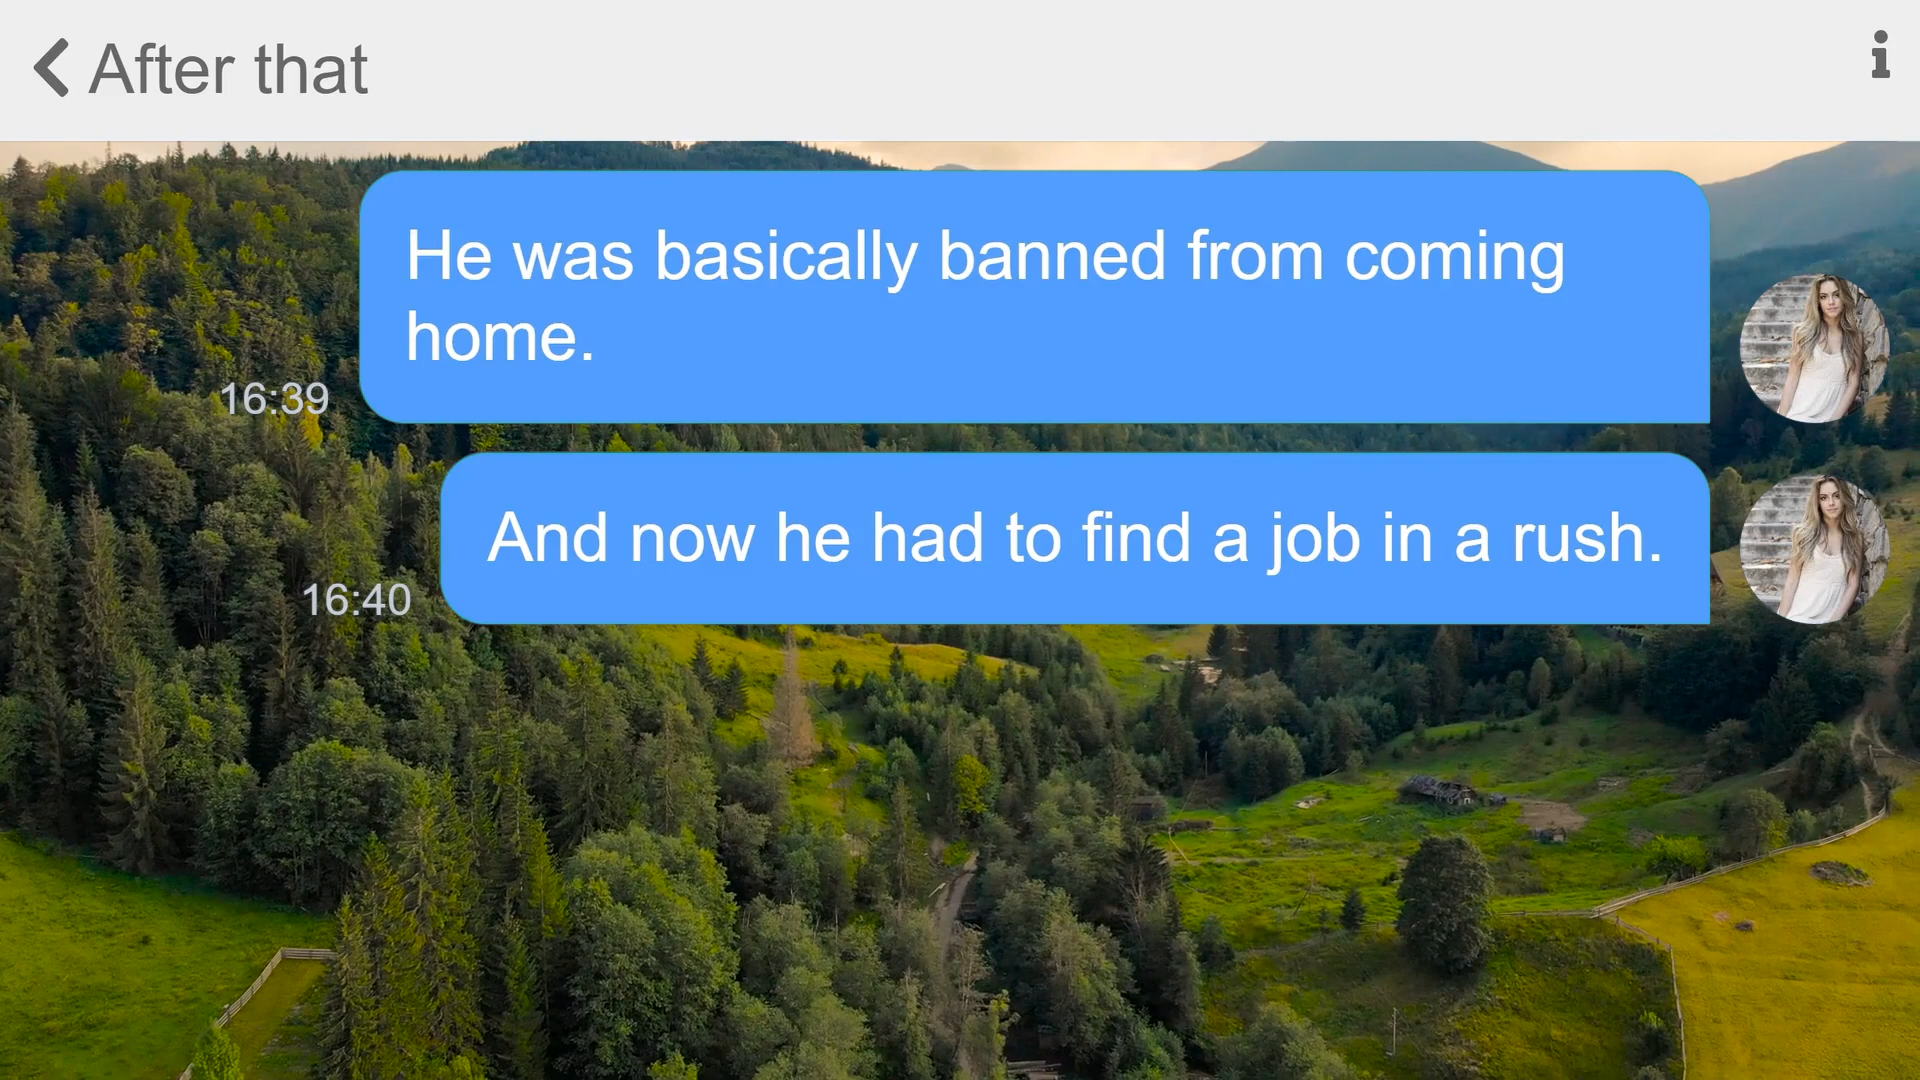 After that
He was basically banned from coming
home.
16:39
And now he had to find a job in a rush.
16:40